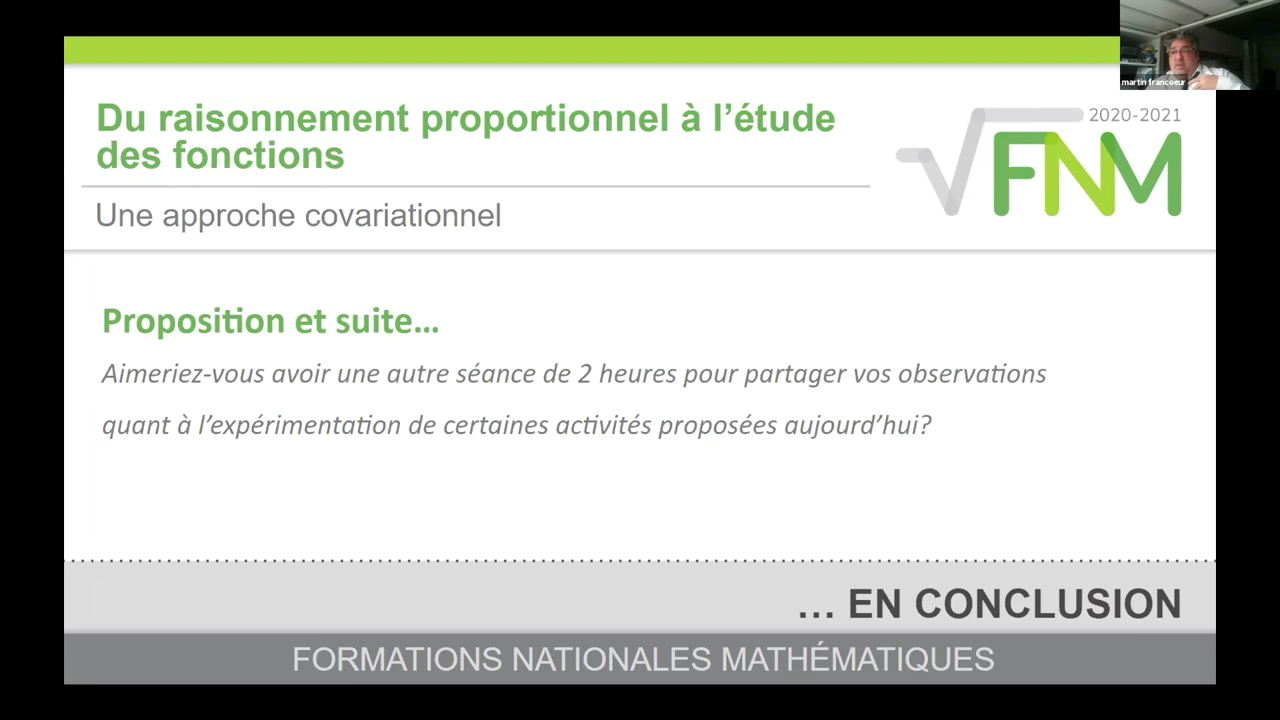 martin francoeur
Du raisonnement proportionnel à l'étude
des fonctions
2020-2021
FNM
Une approche covariationnel
Proposition et suite...
Aimeriez-vous avoir une autre séance de 2 heures pour partager vos observations
quant à l'expérimentation de certaines activités proposées aujourd'hui?
... EN CONCLUSION
FORMATIONS NATIONALES MATHÉMATIQUES